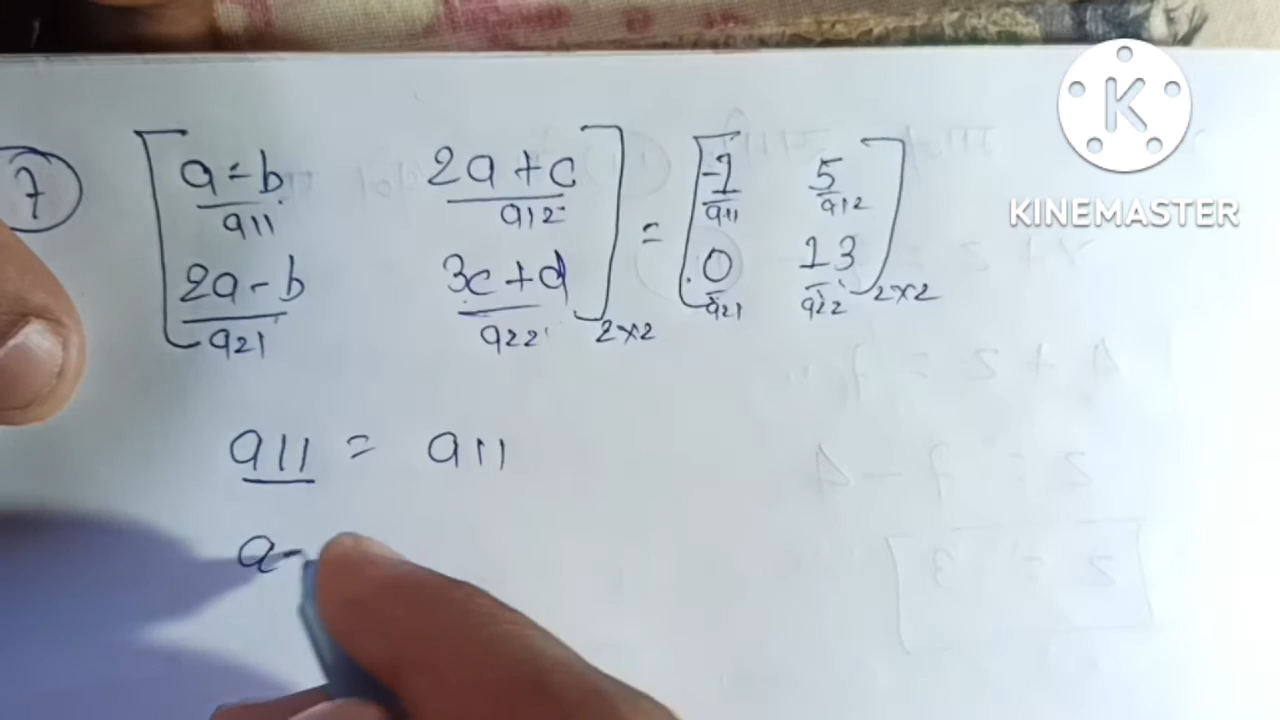 7
a-b 2a+c -1 5
a11 a12 = a11 a12
2a-b 3c+d 0 13
a21 a22 2×2 a21 a22 2×2
a11 = a11
a-
K
KINEMASTER